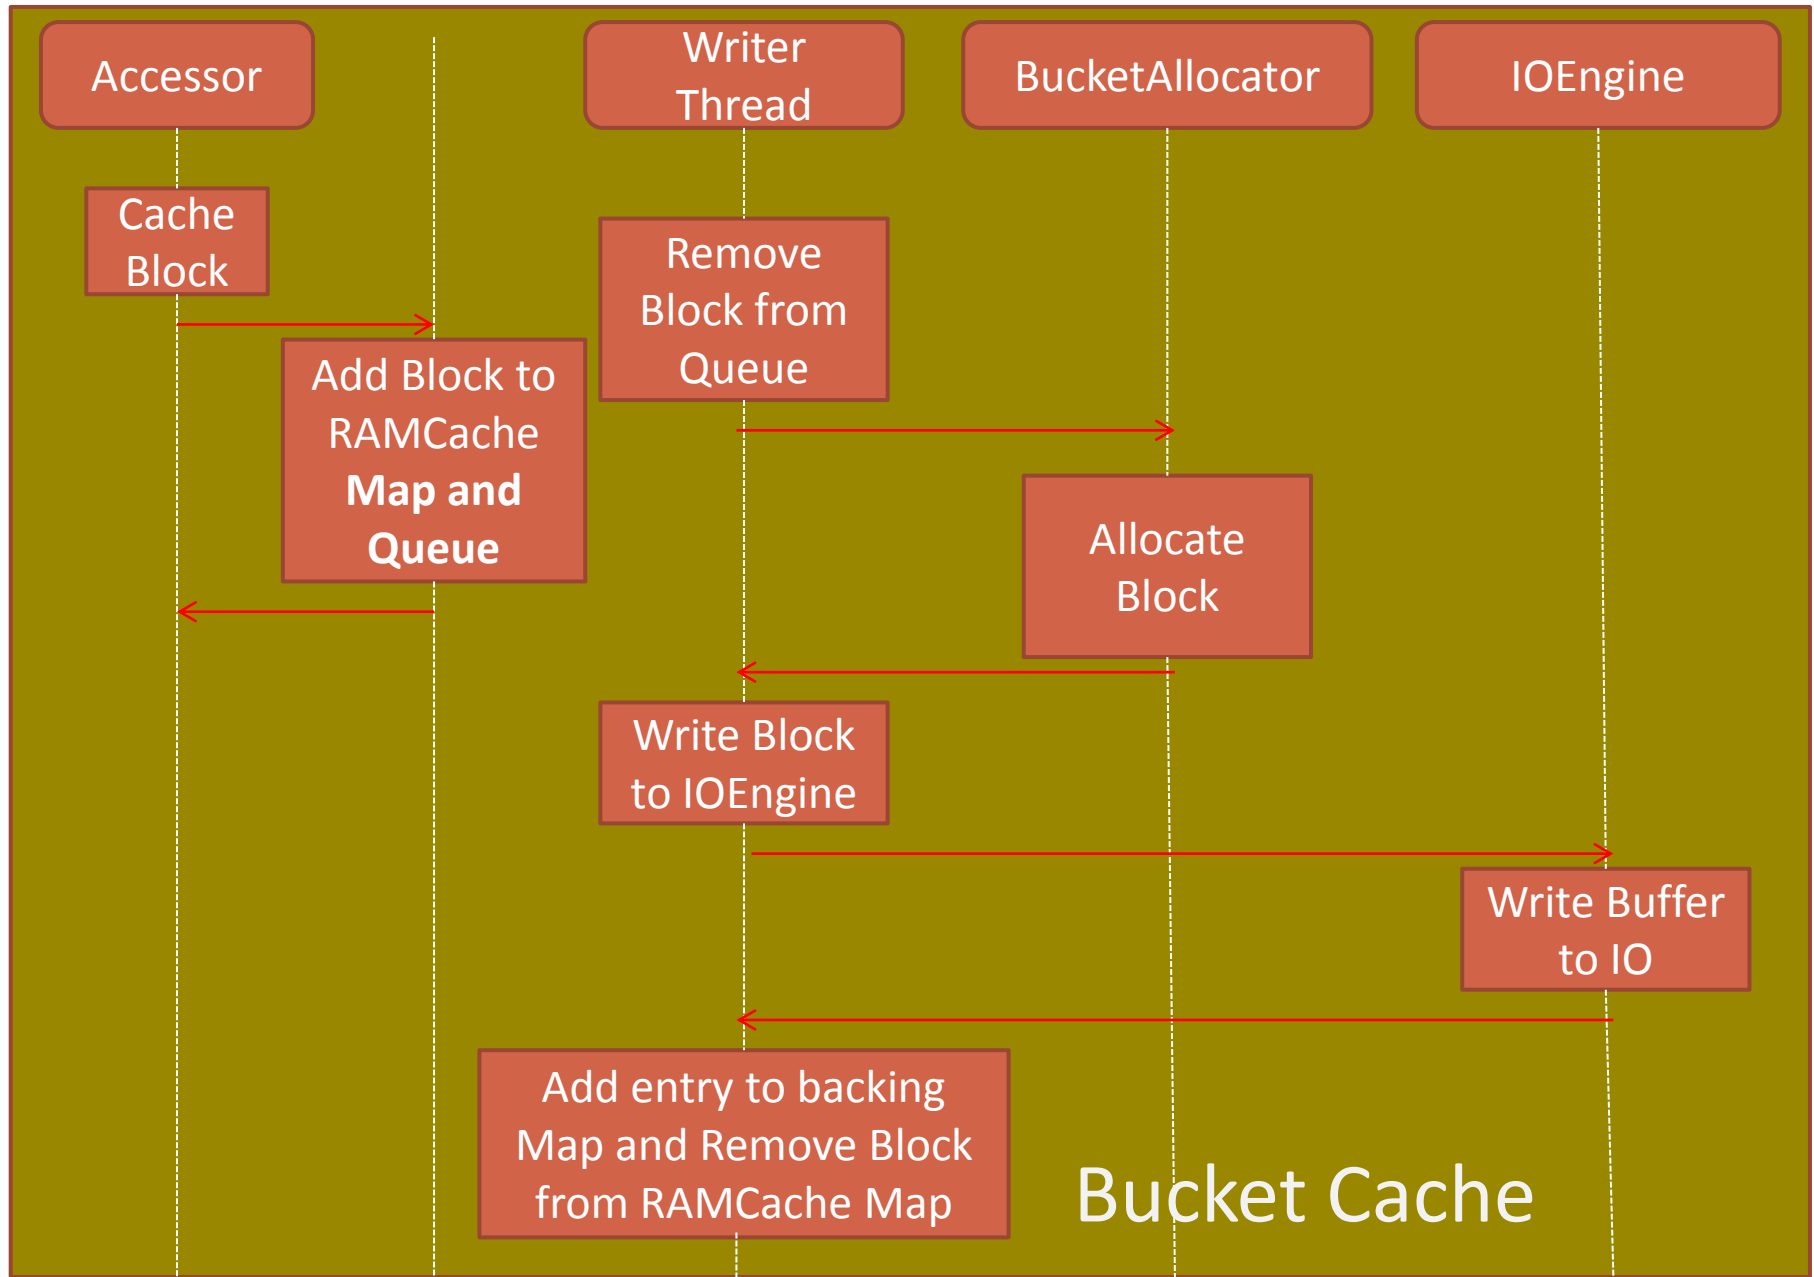 Accessor
Writer
Thread
BucketAllocator
IOEngine
Cache
Block
Remove
Block from
Queue
Add Block to
RAMCache
Map and
Queue
Allocate
Block
Write Block
to IOEngine
Write Buffer
to IO
Add entry to backing
Map and Remove Block
from RAMCache Map
Bucket Cache